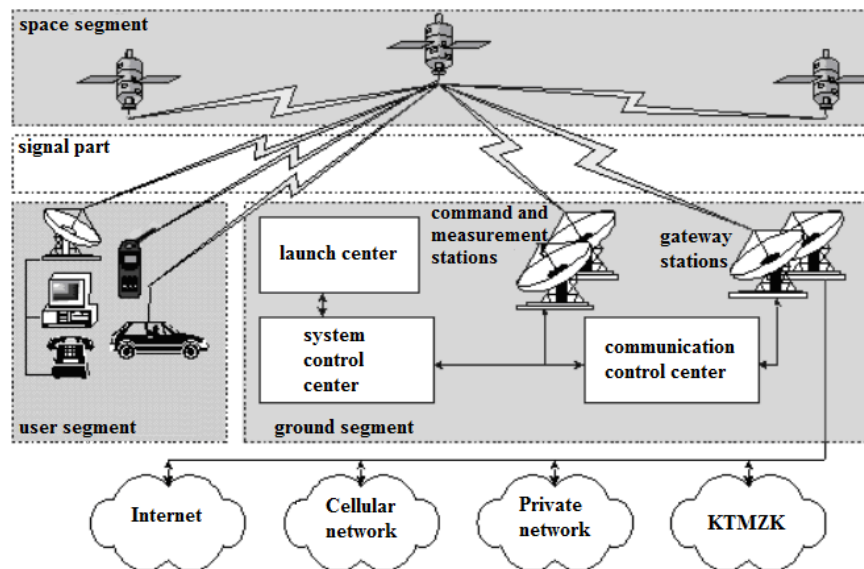 space segment
signal part
command and
measurement
stations
gateway
stations
launch center
system
control
center
communication
control center
user segment
ground segment
Internet
Cellular
network
Private
network
KTMZK